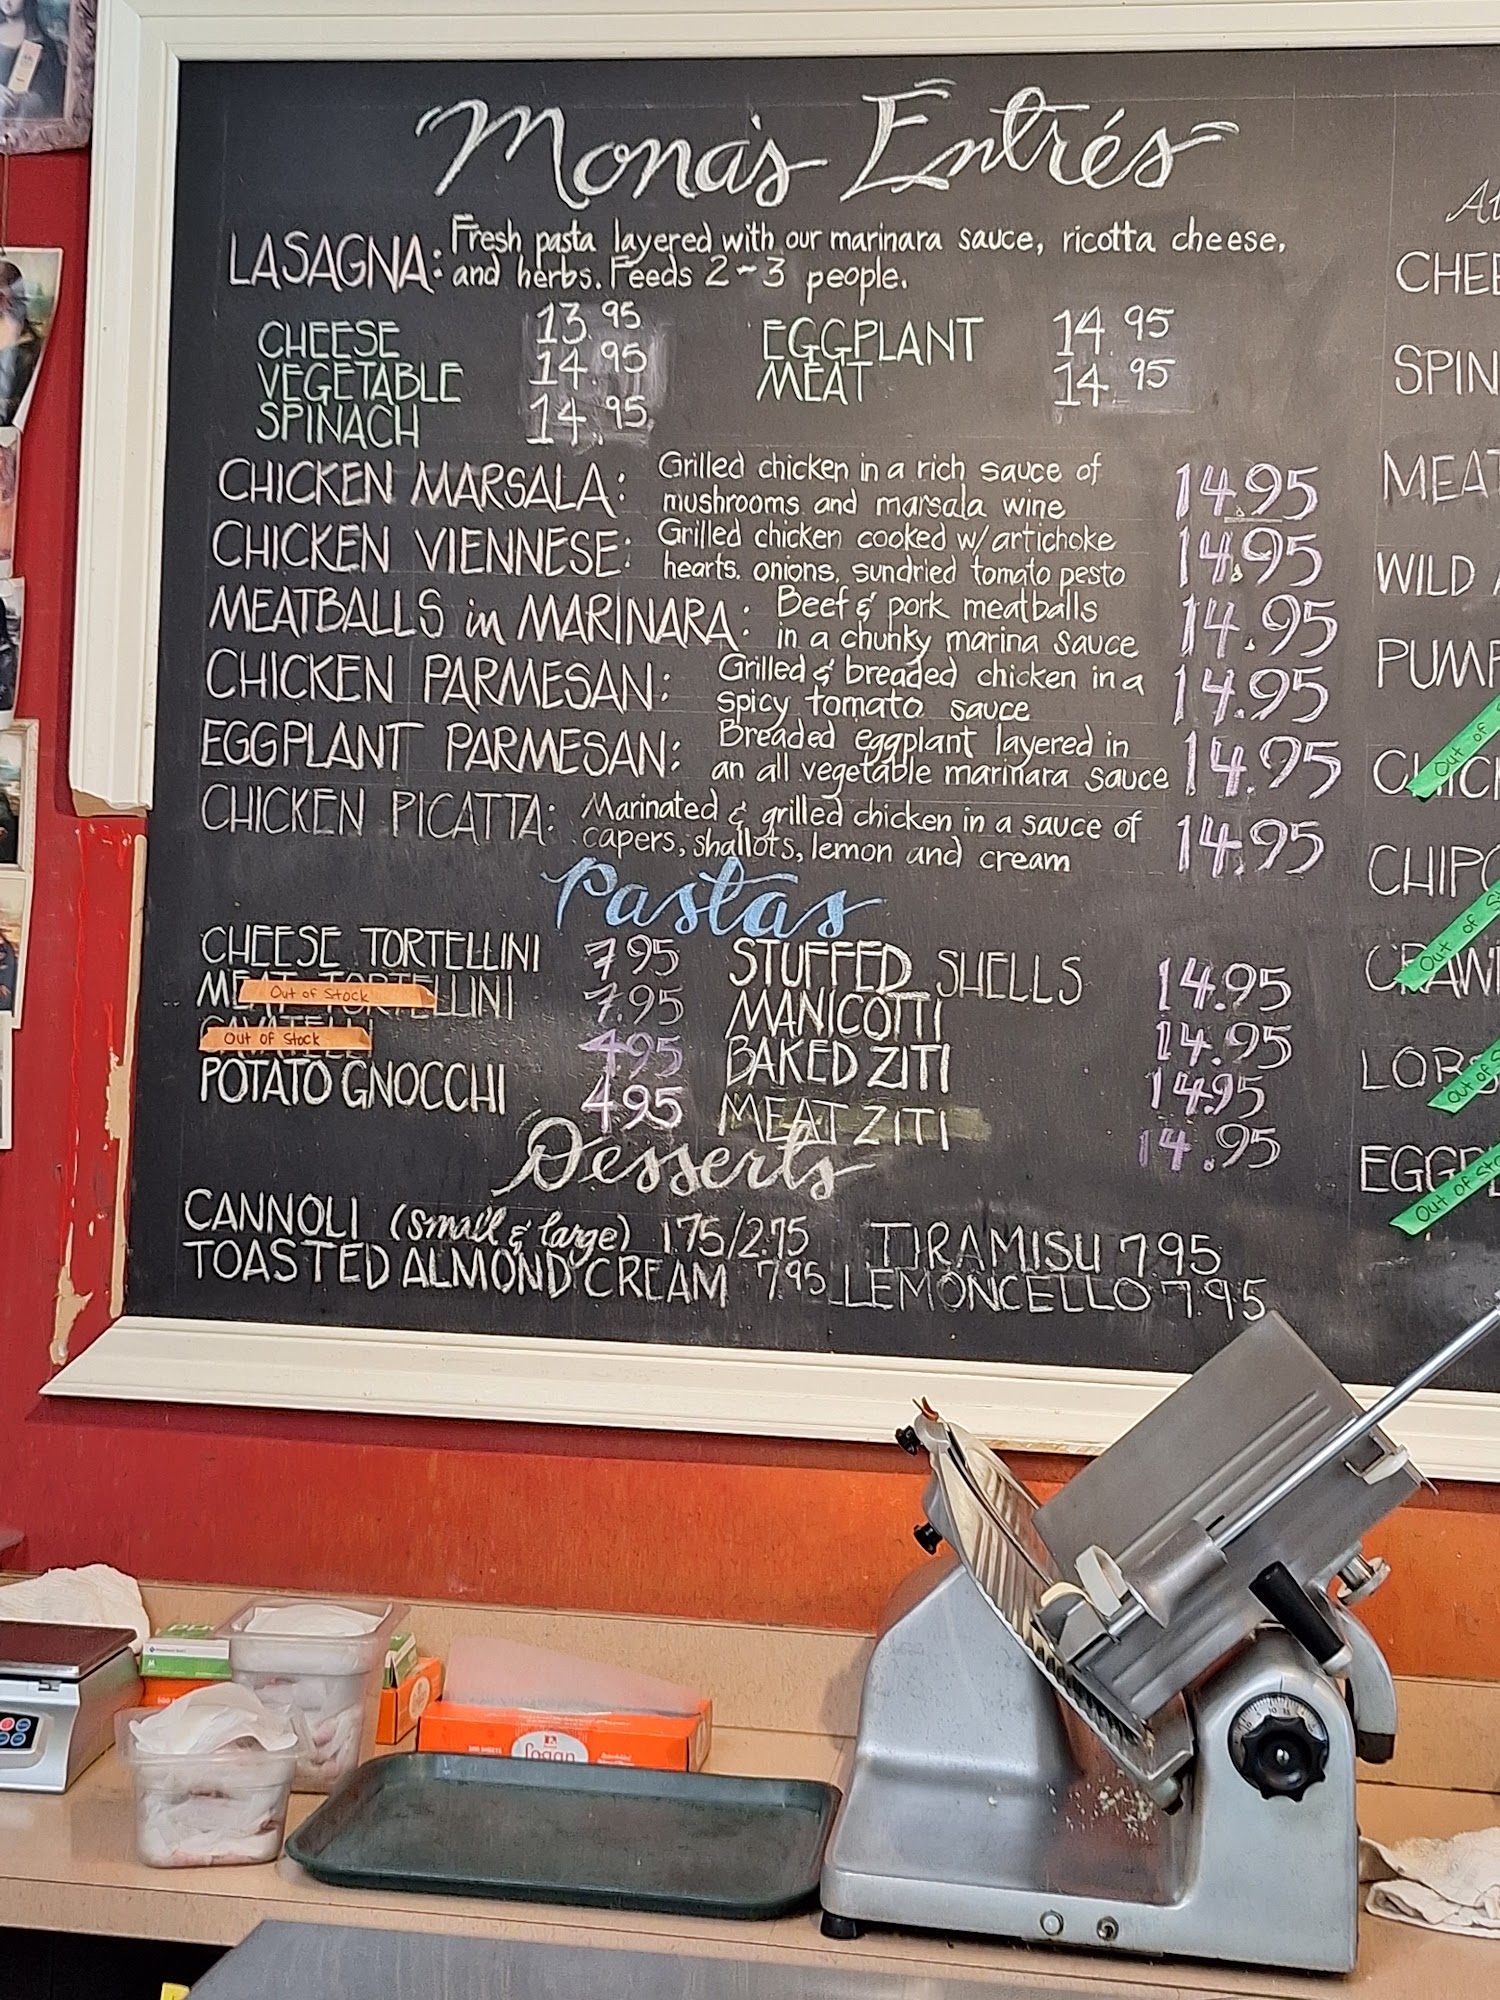 Mona's Entrés
LASAGNA: Fresh pasta layered with our marinara sauce, ricotta cheese,
and herbs. Feeds 2~3 people.
CHEESE 13.95 EGGPLANT 14.95
VEGETABLE 14.95 MEAT 14.95
SPINACH 14.95
CHICKEN MARSALA: Grilled chicken in a rich sauce of
mushrooms and marsala wine 14.95
CHICKEN VIENNESE: Grilled chicken cooked w/ artichoke
hearts, onions, sundried tomato pesto 14.95
MEATBALLS in MARINARA: Beef & pork meatballs
in a chunky marina sauce 14.95
CHICKEN PARMESAN: Grilled & breaded chicken in a
spicy tomato sauce 14.95
EGGPLANT PARMESAN: Breaded eggplant layered in
an all vegetable marinara sauce 14.95
CHICKEN PICATTA: Marinated & grilled chicken in a sauce of
capers, shallots, lemon and cream 14.95
Pastas
CHEESE TORTELLINI 7.95 STUFFED SHELLS 14.95
MEAT TORTELLINI 7.95 MANICOTTI 14.95
Out of Stock
CAVATELLI 4.95 BAKED ZITI 14.95
Out of Stock
POTATO GNOCCHI 4.95 MEAT ZITI 14.95
Desserts
CANNOLI (small & large) 1.75/2.75 TIRAMISU 7.95
TOASTED ALMOND CREAM 7.95 LEMONCELLO 7.95
CHEE
SPIN
MEAT
WILD
PUMP
Out of
CHIP
Out of S
CRAW
LOBS
Out of S
EGGP
Out of Sto